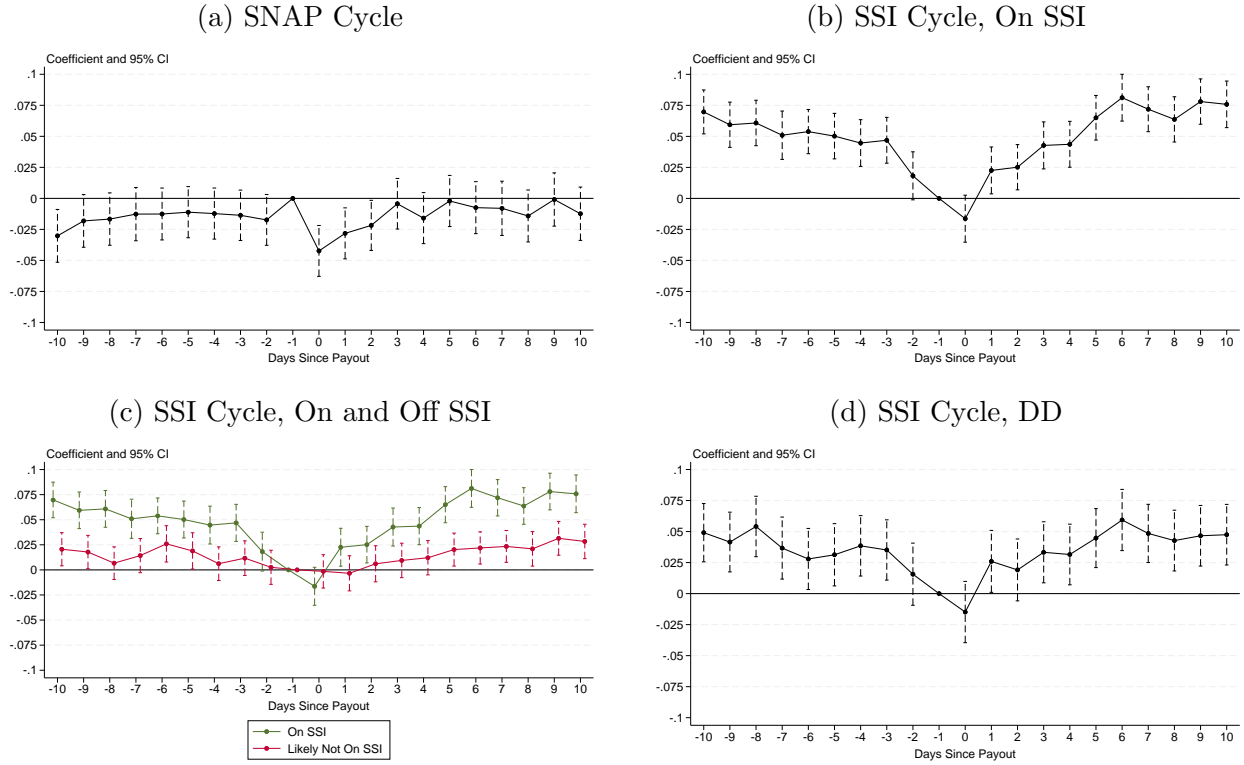 (a) SNAP Cycle
Coefficient and 95% CI
.1
.075
.05
.025
0
-.025
-.05
-.075
-.1
-10 -9 -8 -7 -6 -5 -4 -3 -2 -1 0 1 2 3 4 5 6 7 8 9 10
Days Since Payout
(b) SSI Cycle, On SSI
Coefficient and 95% CI
.1
.075
.05
.025
0
-.025
-.05
-.075
-.1
-10 -9 -8 -7 -6 -5 -4 -3 -2 -1 0 1 2 3 4 5 6 7 8 9 10
Days Since Payout
(c) SSI Cycle, On and Off SSI
Coefficient and 95% CI
.1
.075
.05
.025
0
-.025
-.05
-.075
-.1
-10 -9 -8 -7 -6 -5 -4 -3 -2 -1 0 1 2 3 4 5 6 7 8 9 10
Days Since Payout
On SSI
Likely Not On SSI
(d) SSI Cycle, DD
Coefficient and 95% CI
.1
.075
.05
.025
0
-.025
-.05
-.075
-.1
-10 -9 -8 -7 -6 -5 -4 -3 -2 -1 0 1 2 3 4 5 6 7 8 9 10
Days Since Payout